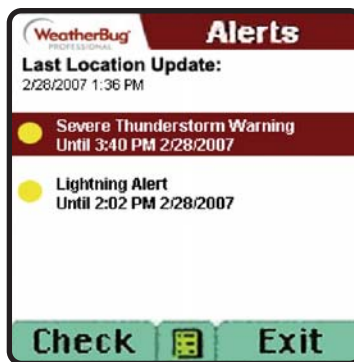 WeatherBug
PROFESSIONAL
Alerts
Last Location Update:
2/28/2007 1:36 PM
Severe Thunderstorm Warning
Until 3:40 PM 2/28/2007
Lightning Alert
Until 2:02 PM 2/28/2007
Check
Exit